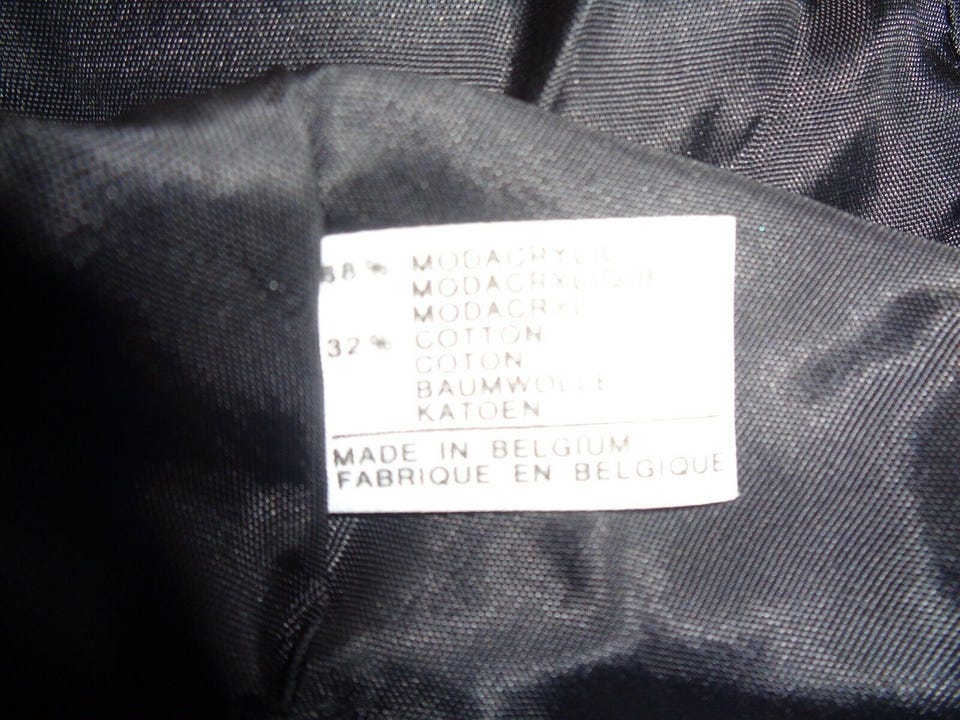 68% MODACRYLIC
MODACRYLIQUE
MODACRYL
32% COTTON
COTON
BAUMWOLLE
KATOEN
MADE IN BELGIUM
FABRIQUE EN BELGIQUE